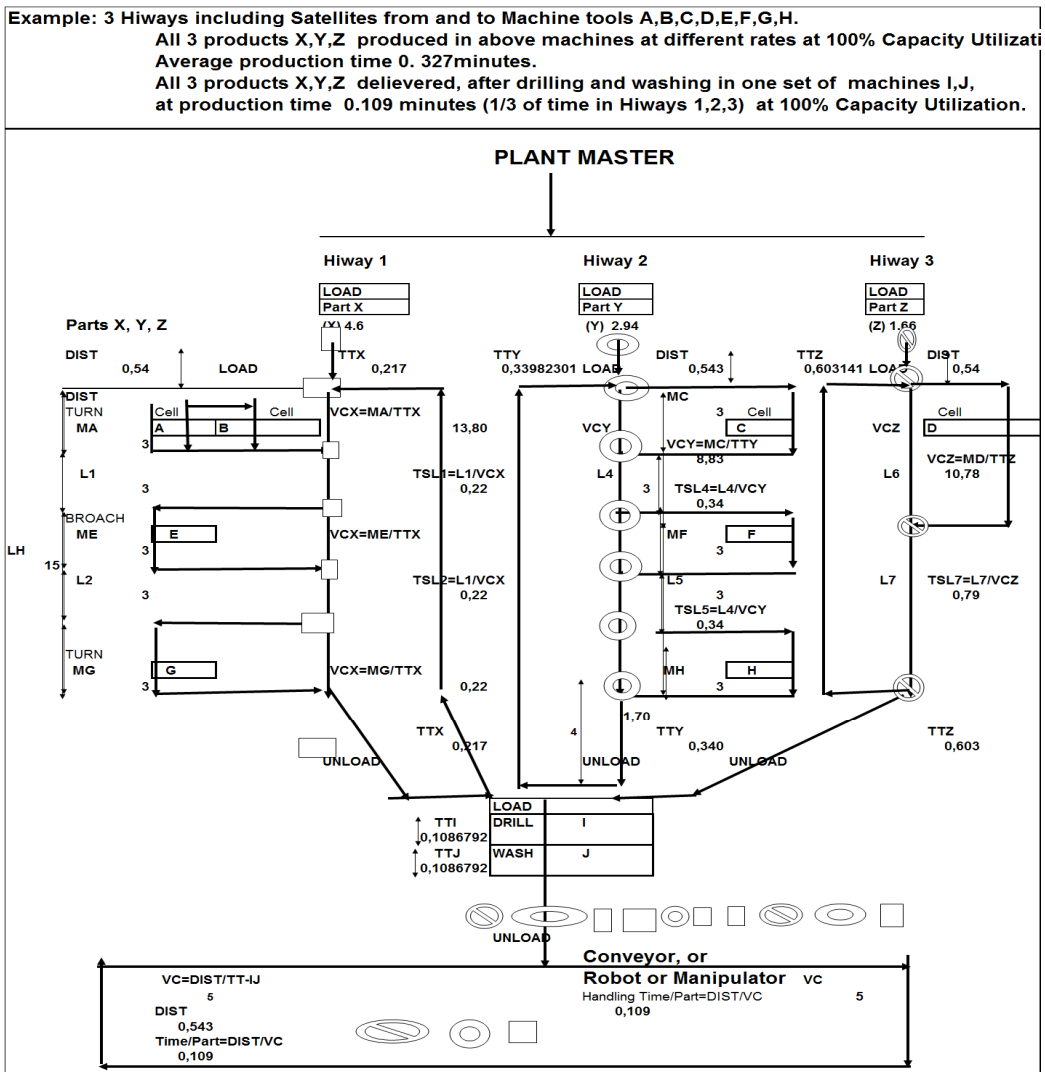 Example: 3 Hiways including Satellites from and to Machine tools A,B,C,D,E,F,G,H.
All 3 products X,Y,Z produced in above machines at different rates at 100% Capacity Utilizati
Average production time 0. 327minutes.
All 3 products X,Y,Z delievered, after drilling and washing in one set of machines I,J,
at production time 0.109 minutes (1/3 of time in Hiways 1,2,3) at 100% Capacity Utilization.
PLANT MASTER
Hiway 1 Hiway 2 Hiway 3
LOAD LOAD LOAD
Part X Part Y Part Z
Parts X, Y, Z (X) 4.6 (Y) 2.94 (Z) 1.66
DIST TTX TTY DIST TTZ DIST
0,54 LOAD 0,217 0,33982301 LOAD 0,543 0,603141 LOAD 0,54
DIST MC
TURN Cell Cell VCX=MA/TTX 3 Cell Cell
MA A B 13,80 VCY C VCZ D
3 VCY=MC/TTY VCZ=MD/TTZ
8,83 10,78
L1 TSL1=L1/VCX L4 TSL4=L4/VCY L6
3 0,22 3 0,34
BROACH
ME E VCX=ME/TTX MF F
LH 3 3
15
L2 TSL2=L1/VCX L5 L7 TSL7=L7/VCZ
3 0,22 3 0,79
TSL5=L4/VCY
0,34
TURN
MG G VCX=MG/TTX MH H
3 0,22 3
1,70
TTX 4 TTY TTZ
0,217 0,340 0,603
UNLOAD UNLOAD UNLOAD
LOAD
TTI DRILL I
0,1086792
TTJ WASH J
0,1086792
UNLOAD
Conveyor, or
VC=DIST/TT-IJ Robot or Manipulator VC
5 Handling Time/Part=DIST/VC 5
DIST 0,109
0,543
Time/Part=DIST/VC
0,109